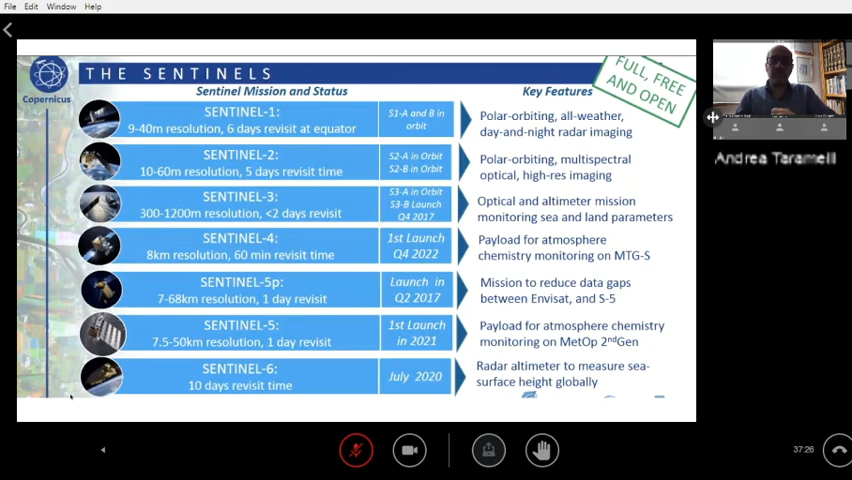 File Edit Window Help
THE SENTINELS
Copernicus
FULL, FREE
AND OPEN
Sentinel Mission and Status
Key Features
SENTINEL-1:
9-40m resolution, 6 days revisit at equator
S1-A and B in
orbit
Polar-orbiting, all-weather,
day-and-night radar imaging
SENTINEL-2:
10-60m resolution, 5 days revisit time
S2-A in Orbit
S2-B in Orbit
Polar-orbiting, multispectral
optical, high-res imaging
SENTINEL-3:
300-1200m resolution, <2 days revisit
S3-A in Orbit
S3-B Launch
Q4 2017
Optical and altimeter mission
monitoring sea and land parameters
SENTINEL-4:
8km resolution, 60 min revisit time
1st Launch
Q4 2022
Payload for atmosphere
chemistry monitoring on MTG-S
SENTINEL-5p:
7-68km resolution, 1 day revisit
Launch in
Q2 2017
Mission to reduce data gaps
between Envisat, and S-5
SENTINEL-5:
7.5-50km resolution, 1 day revisit
1st Launch
in 2021
Payload for atmosphere chemistry
monitoring on MetOp 2ndGen
SENTINEL-6:
10 days revisit time
July 2020
Radar altimeter to measure sea-
surface height globally
Andrea Taramelli
37:26